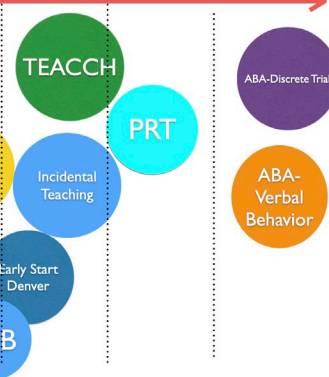 TEACCH
PRT
ABA-Discrete Trial
Incidental
Teaching
ABA-
Verbal
Behavior
Early Start
Denver
B